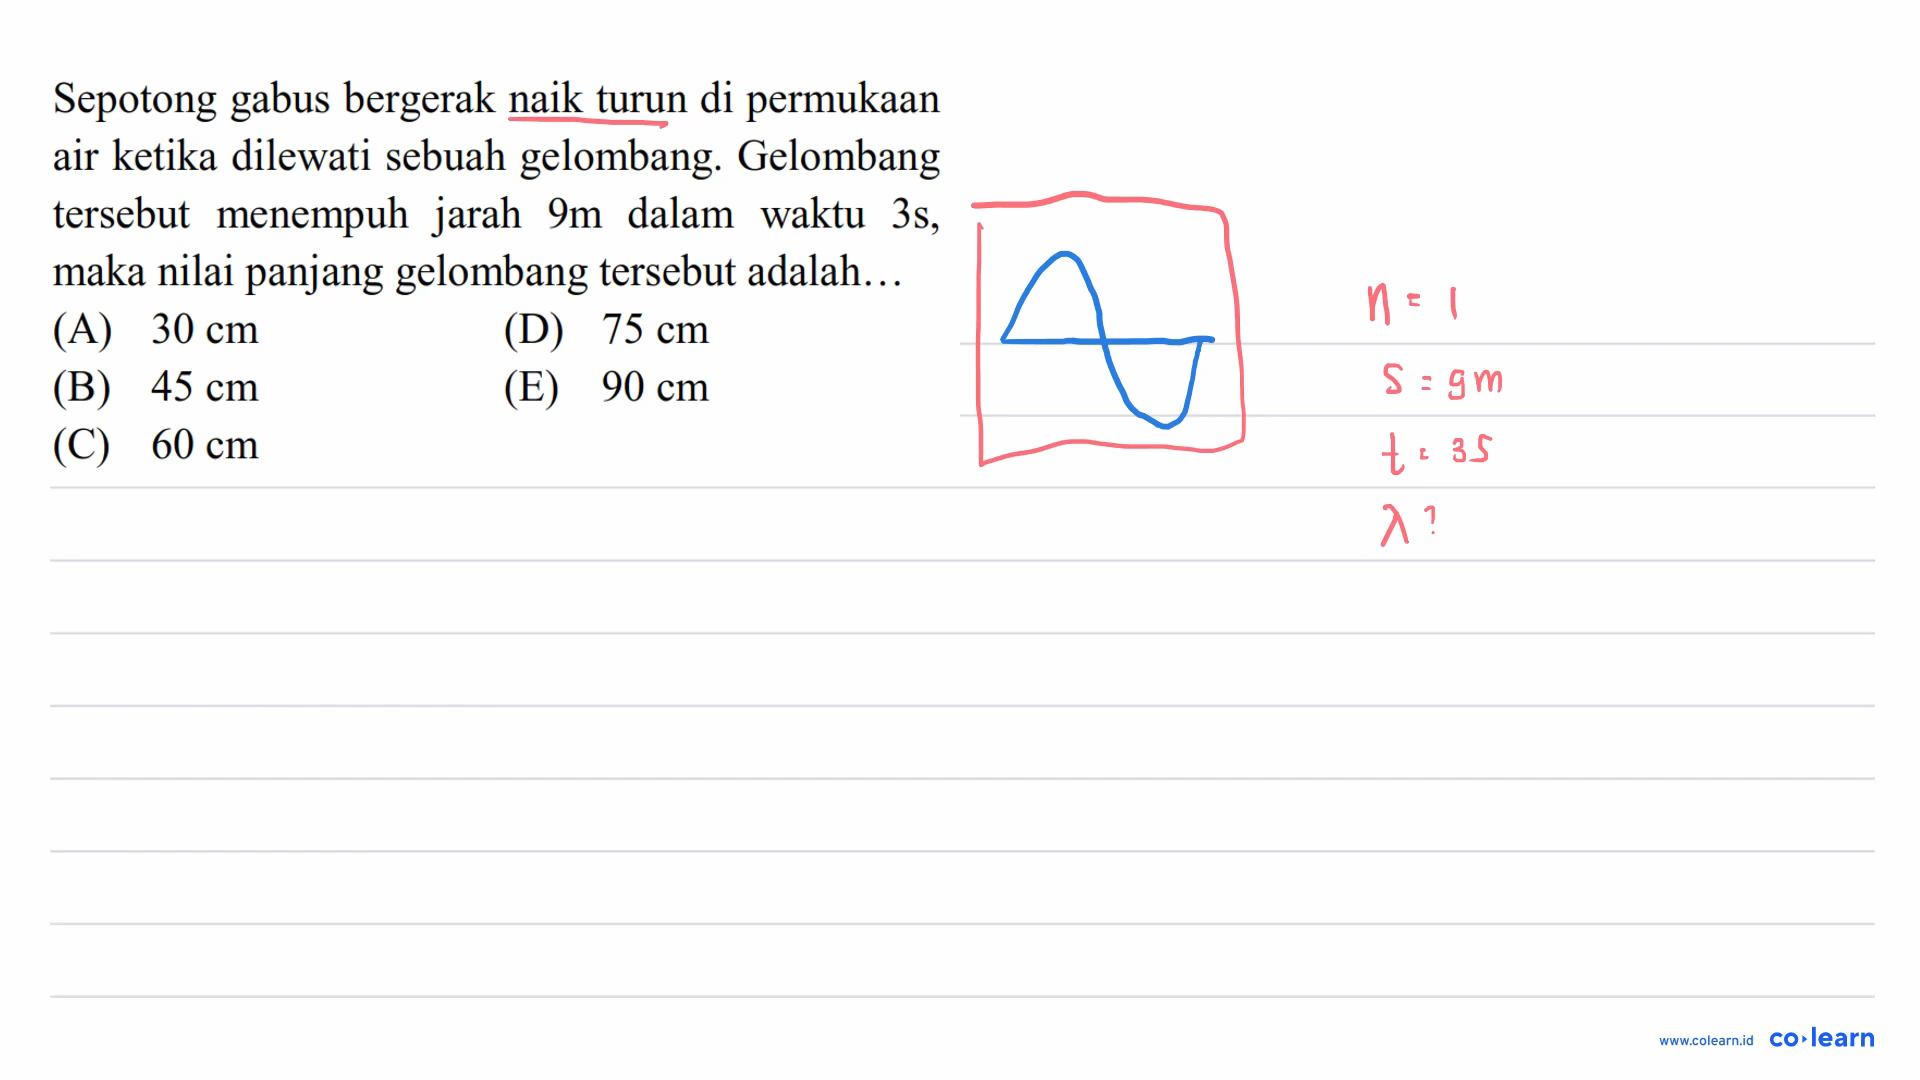 Sepotong gabus bergerak naik turun di permukaan
air ketika dilewati sebuah gelombang. Gelombang
tersebut menempuh jarah 9m dalam waktu 3s,
maka nilai panjang gelombang tersebut adalah...
(A) 30 cm (D) 75 cm
(B) 45 cm (E) 90 cm
(C) 60 cm
n = 1
s = 9m
t = 3s
λ ?
www.colearn.id co·learn